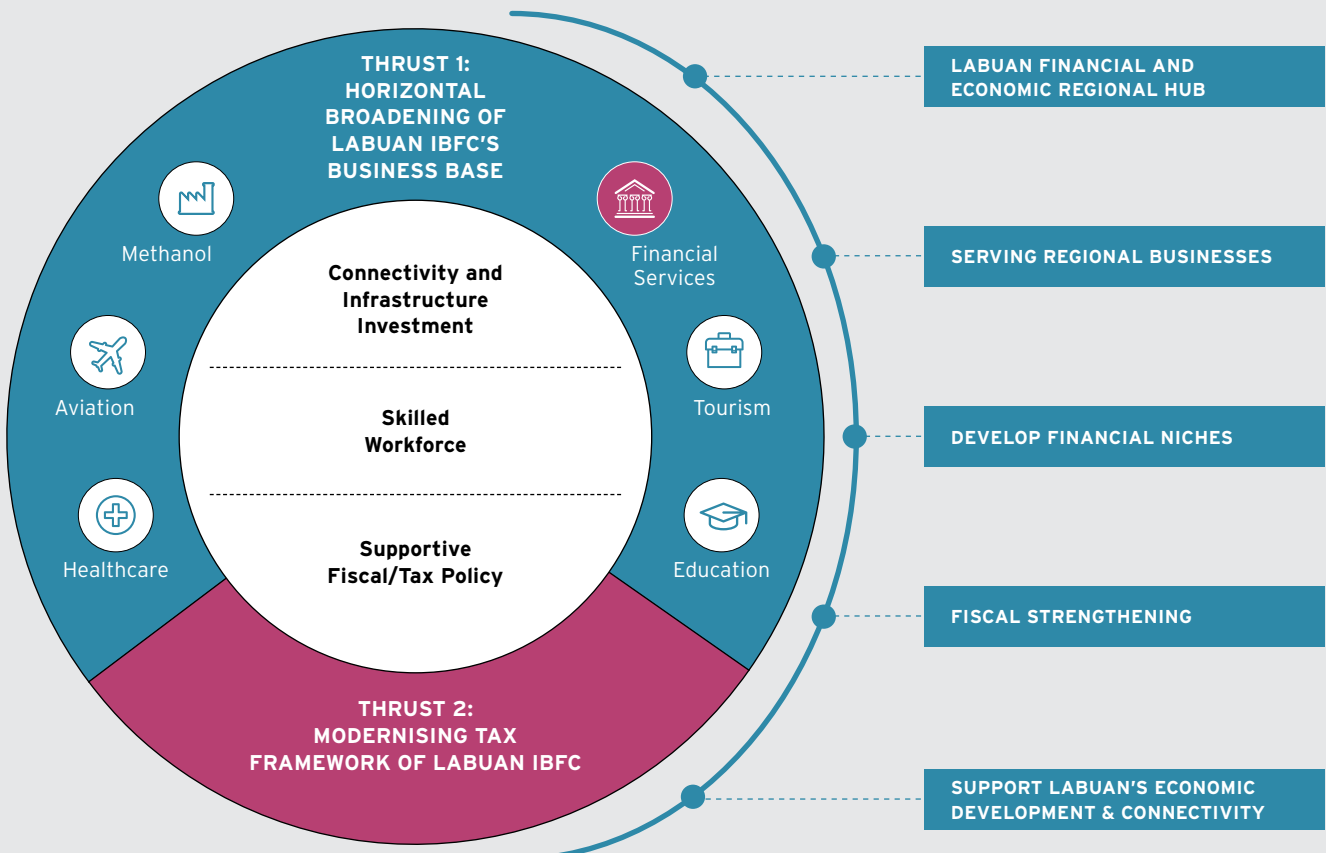 THRUST 1:
HORIZONTAL
BROADENING OF
LABUAN IBFC'S
BUSINESS BASE
Methanol
Aviation
Healthcare
Financial
Services
Tourism
Education
Connectivity and
Infrastructure
Investment
Skilled
Workforce
Supportive
Fiscal/Tax Policy
THRUST 2:
MODERNISING TAX
FRAMEWORK OF LABUAN IBFC
LABUAN FINANCIAL AND
ECONOMIC REGIONAL HUB
SERVING REGIONAL BUSINESSES
DEVELOP FINANCIAL NICHES
FISCAL STRENGTHENING
SUPPORT LABUAN'S ECONOMIC
DEVELOPMENT & CONNECTIVITY